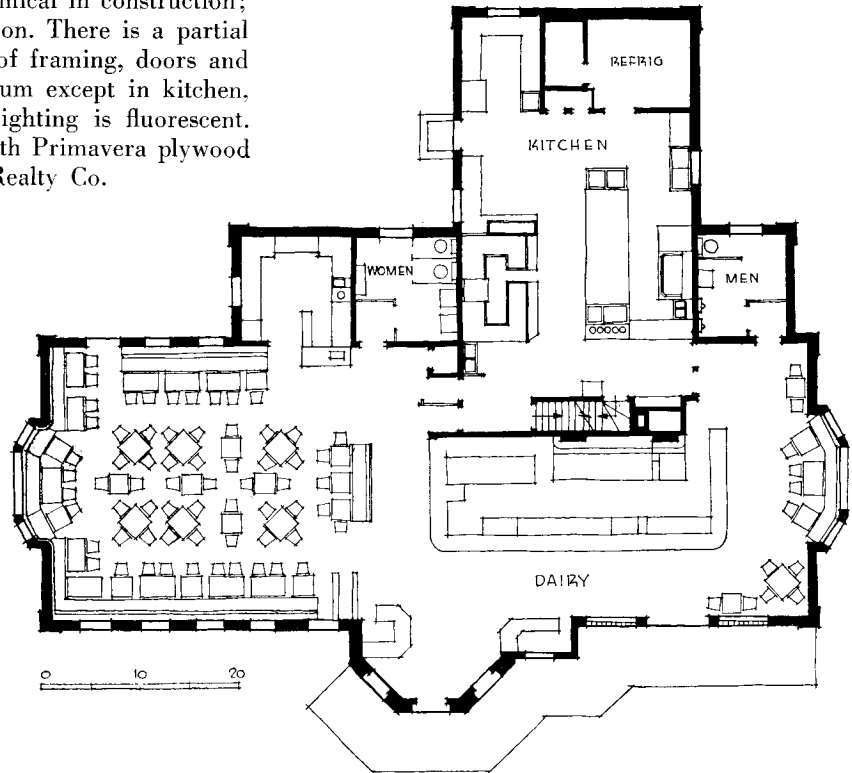 mical in construction;
on. There is a partial
of framing, doors and
um except in kitchen,
ighting is fluorescent.
th Primavera plywood
Realty Co.
REFRIG
KITCHEN
WOMEN
MEN
DAIRY
0 10 20